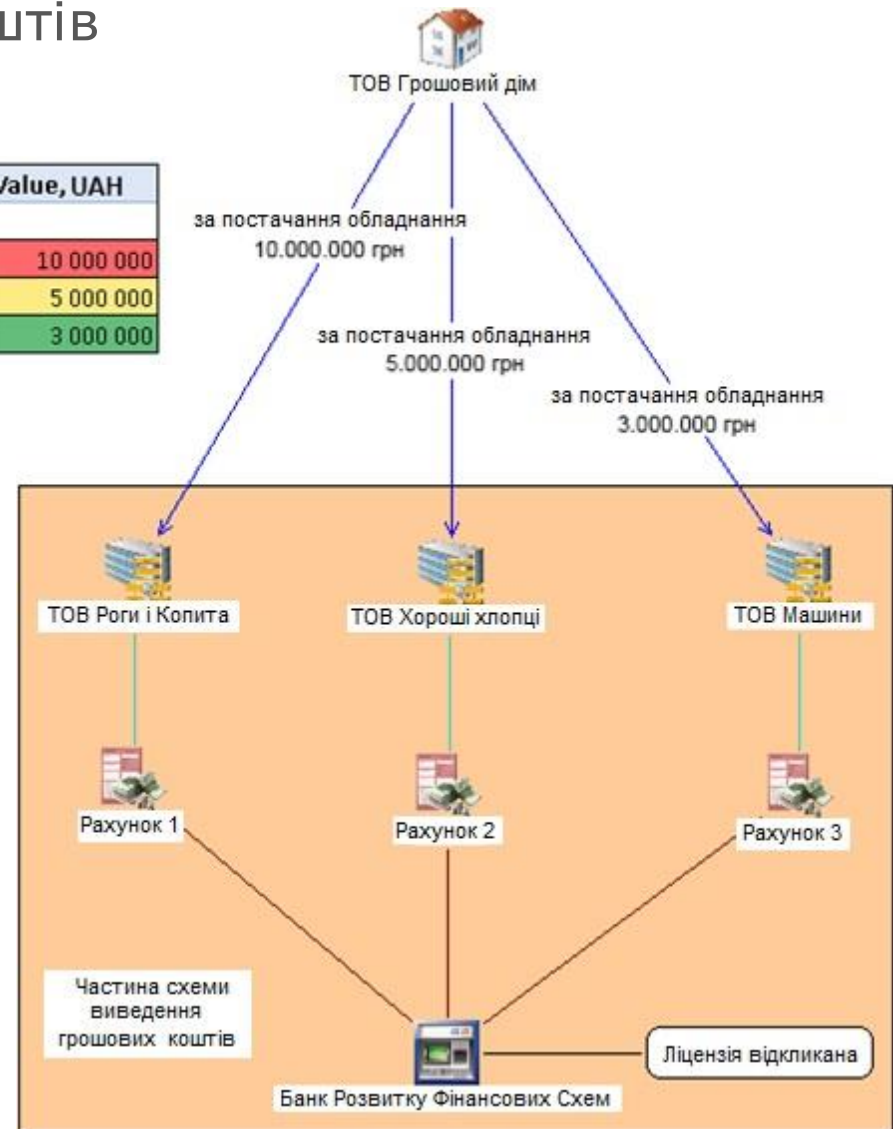 ТОВ Грошовий дім
Value, UAH
10 000 000
5 000 000
3 000 000
за постачання обладнання
10.000.000 грн
за постачання обладнання
5.000.000 грн
за постачання обладнання
3.000.000 грн
ТОВ Роги і Копита
ТОВ Хороші хлопці
ТОВ Машини
Рахунок 1
Рахунок 2
Рахунок 3
Частина схеми
виведення
грошових коштів
Ліцензія відкликана
Банк Розвитку Фінансових Схем